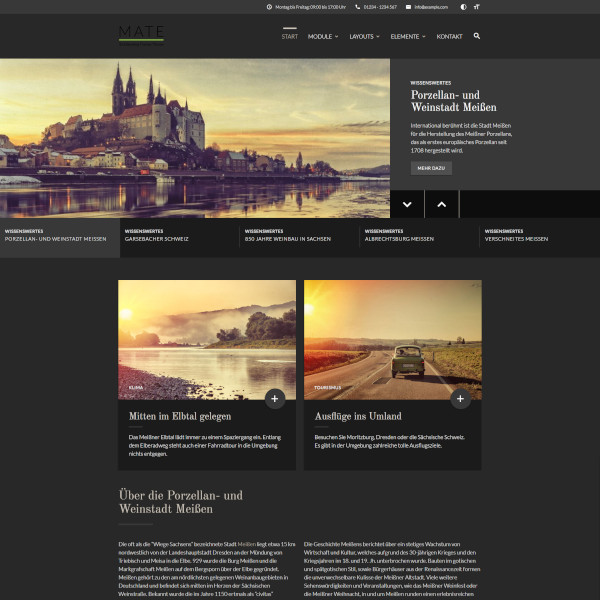 Montag bis Freitag: 09:00 bis 17:00 Uhr 01234 - 1234 567 info@example.com
MATE
START MODULE LAYOUTS ELEMENTE KONTAKT
WISSENSWERTES
Porzellan- und
Weinstadt Meißen
International berühmt ist die Stadt Meißen
für die Herstellung des Meißner Porzellans,
das als erstes europäisches Porzellan seit
1708 hergestellt wird.
MEHR DAZU
WISSENSWERTES WISSENSWERTES WISSENSWERTES WISSENSWERTES WISSENSWERTES
PORZELLAN- UND WEINSTADT MEISSEN GARSEBACHER SCHWEIZ 850 JAHRE WEINBAU IN SACHSEN ALBRECHTSBURG MEISSEN VERSCHNEITES MEISSEN
KLIMA
Mitten im Elbtal gelegen
Das Meißner Elbtal lädt immer zu einem Spaziergang ein. Entlang
dem Elberadweg steht auch einer Fahrradtour in die Umgebung
nichts entgegen.
TOURISMUS
Ausflüge ins Umland
Besuchen Sie Moritzburg, Dresden oder die Sächsische Schweiz.
Es gibt in der Umgebung zahlreiche tolle Ausflugsziele.
Über die Porzellan- und
Weinstadt Meißen
Die oft als die "Wiege Sachsens" bezeichnete Stadt Meißen liegt etwa 15 km
nordwestlich von der Landeshauptstadt Dresden an der Mündung von
Triebisch und Meisa in die Elbe. 929 wurde die Burg Meißen und die
Markgrafschaft Meißen auf dem Bergsporn über der Elbe gegründet.
Meißen gehört zu den am nördlichsten gelegenen Weinanbaugebieten in
Deutschland und befindet sich mitten im Herzen der Sächsischen
Weinstraße. Bekannt wurde die im Jahre 1150 erstmals als "civitas"
Die Geschichte Meißens berichtet über ein stetiges Wachstum von
Wirtschaft und Kultur, welches aufgrund des 30-jährigen Krieges und den
Kriegsjahren im 18. und 19. Jh. unterbrochen wurde. Bauten im gotischen
und spätgotischen Stil, sowie Bürgerhäuser aus der Renaissancezeit formen
die unverwechselbare Kulisse der Meißner Altstadt. Viele weitere
Sehenswürdigkeiten und Veranstaltungen, wie das Meißner Weinfest oder
die Meißner Weihnacht, in und um Meißen runden einen erlebnisreichen